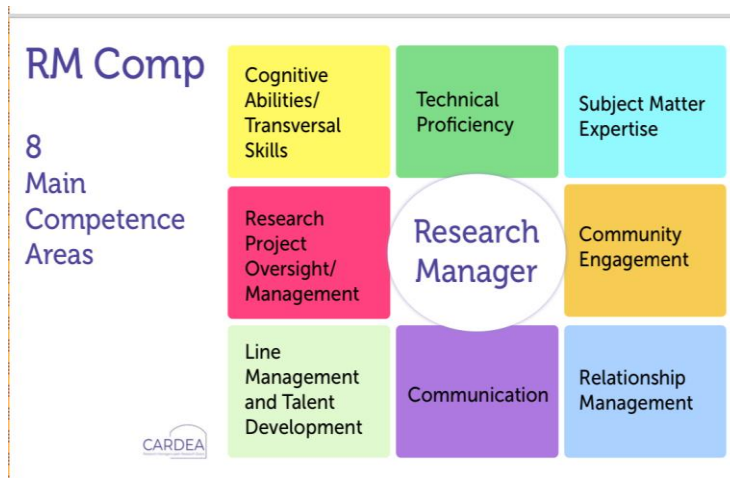 RM Comp
8
Main
Competence
Areas
Cognitive
Abilities/
Transversal
Skills
Technical
Proficiency
Subject Matter
Expertise
Research
Project
Oversight/
Management
Research
Manager
Community
Engagement
Line
Management
and Talent
Development
Communication
Relationship
Management
CARDEA